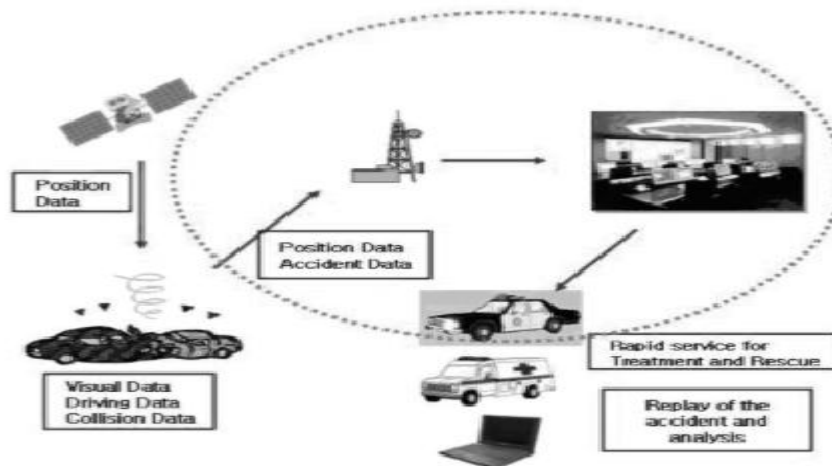 Position
Data
Position Data
Accident Data
Visual Data
Driving Data
Collision Data
Rapid service for
Treatment and Rescue
Replay of the
accident and
analysis